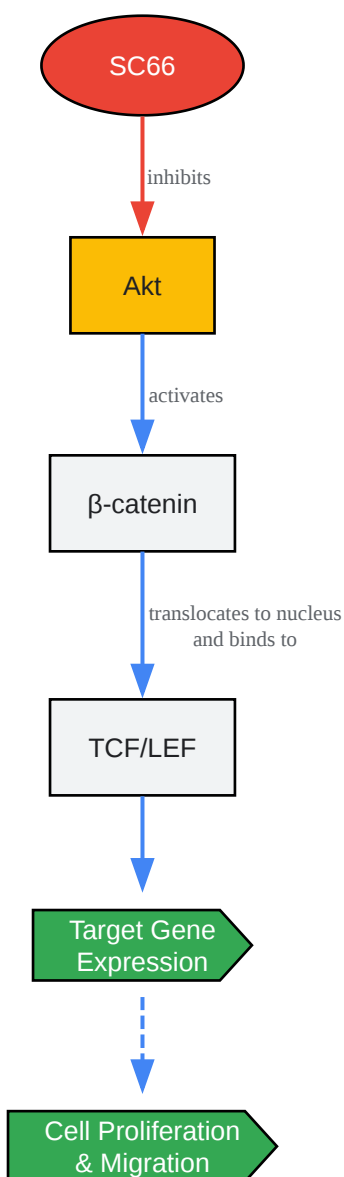 SC66
inhibits
Akt
activates
β-catenin
translocates to nucleus
and binds to
TCF/LEF
Target Gene
Expression
Cell Proliferation
& Migration